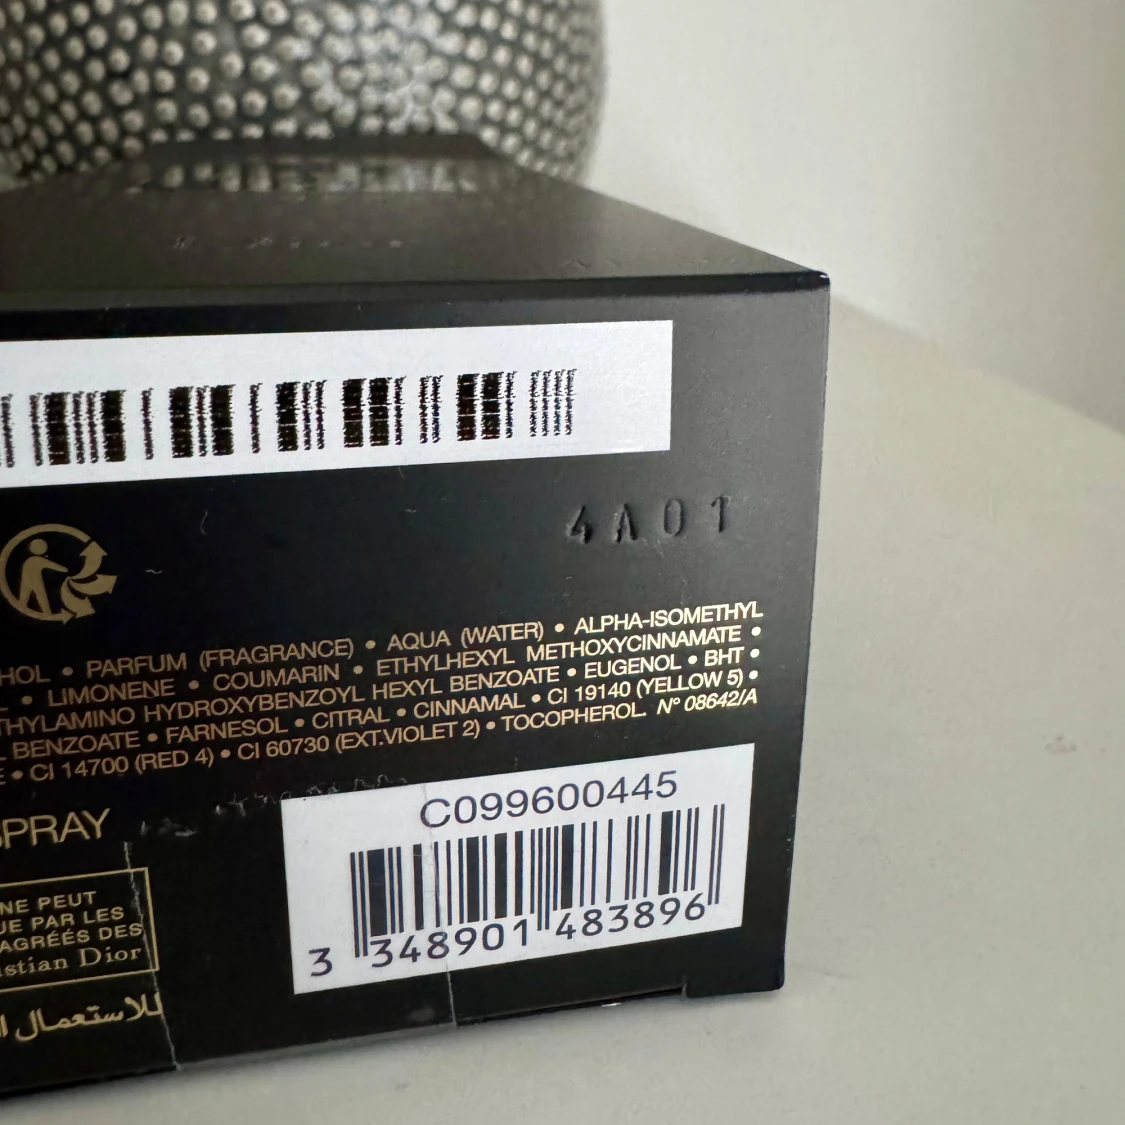 4A01
HOL • PARFUM (FRAGRANCE) • AQUA (WATER) • ALPHA-ISOMETHYL
L • LIMONENE • COUMARIN • ETHYLHEXYL METHOXYCINNAMATE •
THYLAMINO HYDROXYBENZOYL HEXYL BENZOATE • EUGENOL • BHT •
BENZOATE • FARNESOL • CITRAL • CINNAMAL • CI 19140 (YELLOW 5) •
E • CI 14700 (RED 4) • CI 60730 (EXT.VIOLET 2) • TOCOPHEROL. N° 08642/A
SPRAY
C099600445
3 348901 483896
NE PEUT
UE PAR LES
AGRÉÉS DES
istian Dior
للاستعمال ا